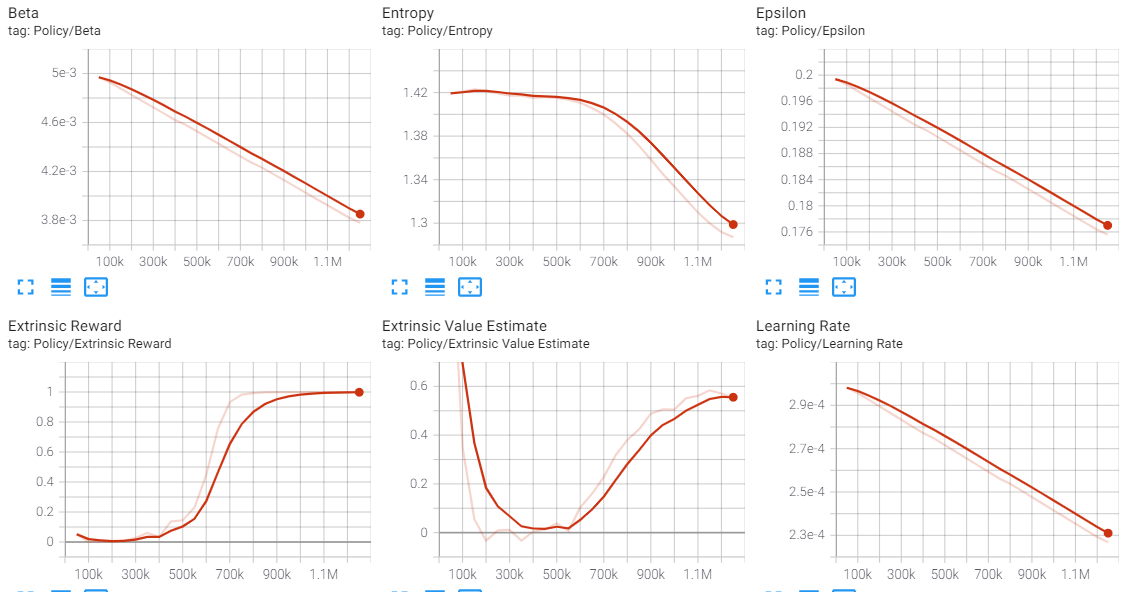 Beta
tag: Policy/Beta
5e-3
4.6e-3
4.2e-3
3.8e-3
100k 300k 500k 700k 900k 1.1M
Entropy
tag: Policy/Entropy
1.42
1.38
1.34
1.3
100k 300k 500k 700k 900k 1.1M
Epsilon
tag: Policy/Epsilon
0.2
0.196
0.192
0.188
0.184
0.18
0.176
100k 300k 500k 700k 900k 1.1M
Extrinsic Reward
tag: Policy/Extrinsic Reward
1
0.8
0.6
0.4
0.2
0
100k 300k 500k 700k 900k 1.1M
Extrinsic Value Estimate
tag: Policy/Extrinsic Value Estimate
0.6
0.4
0.2
0
100k 300k 500k 700k 900k 1.1M
Learning Rate
tag: Policy/Learning Rate
2.9e-4
2.7e-4
2.5e-4
2.3e-4
100k 300k 500k 700k 900k 1.1M